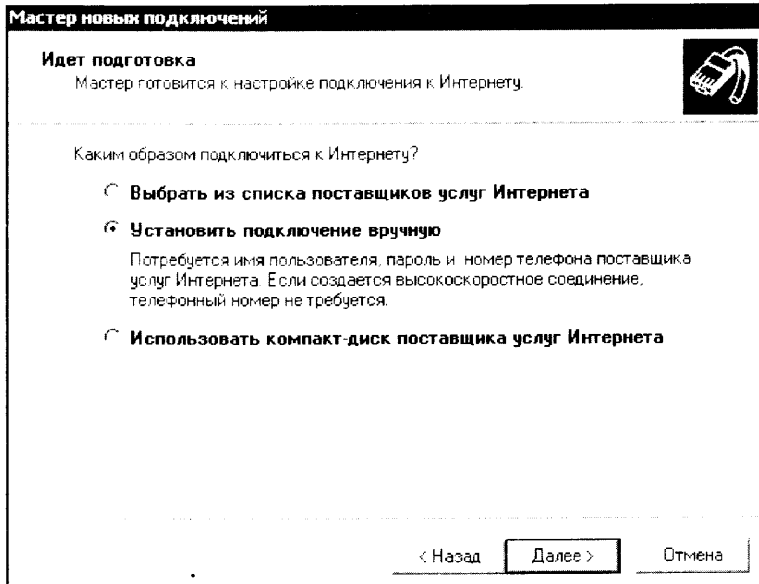 Мастер новых подключений
Идет подготовка
Мастер готовится к настройке подключения к Интернету.
Каким образом подключиться к Интернету?
Выбрать из списка поставщиков услуг Интернета
Установить подключение вручную
Потребуется имя пользователя, пароль и номер телефона поставщика
услуг Интернета. Если создается высокоскоростное соединение,
телефонный номер не требуется.
Использовать компакт-диск поставщика услуг Интернета
< Назад Далее > Отмена